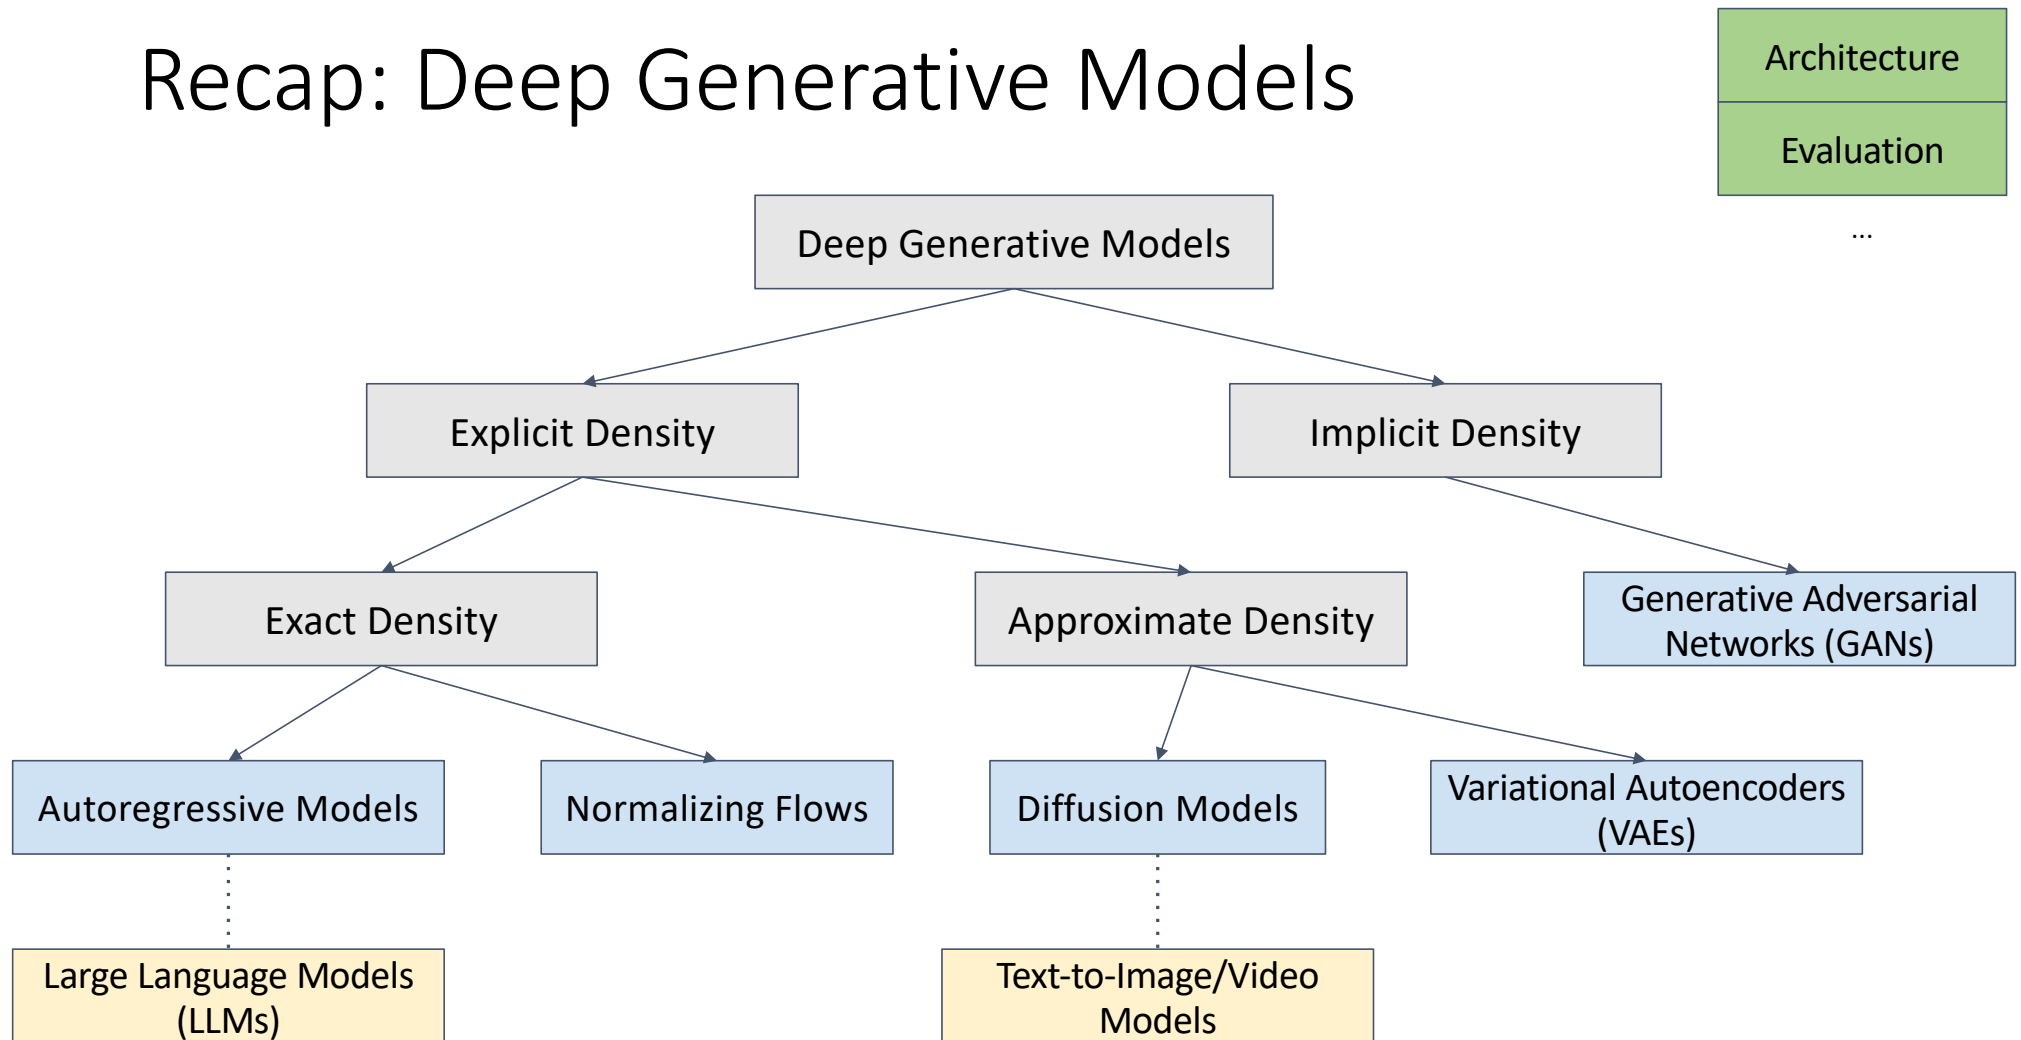 Recap: Deep Generative Models
Architecture
Evaluation
...
Deep Generative Models
Explicit Density
Implicit Density
Exact Density
Approximate Density
Generative Adversarial
Networks (GANs)
Autoregressive Models
Normalizing Flows
Diffusion Models
Variational Autoencoders
(VAEs)
Large Language Models
(LLMs)
Text-to-Image/Video
Models